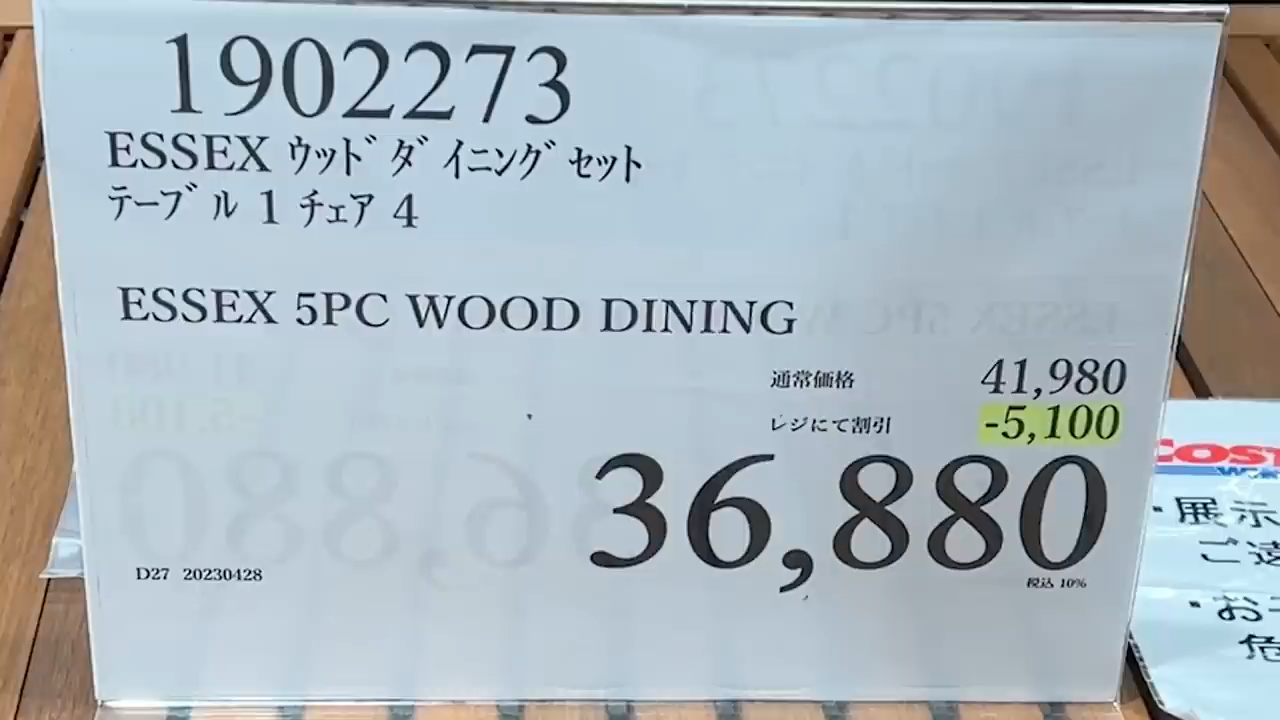 1902273
ESSEX ウッド ダイニング セット
テーブル 1 チェア 4
ESSEX 5PC WOOD DINING
通常価格 41,980
レジにて割引 -5,100
36,880
税込 10%
D27 20230428
COST
・展示
ご遠
・お子
危